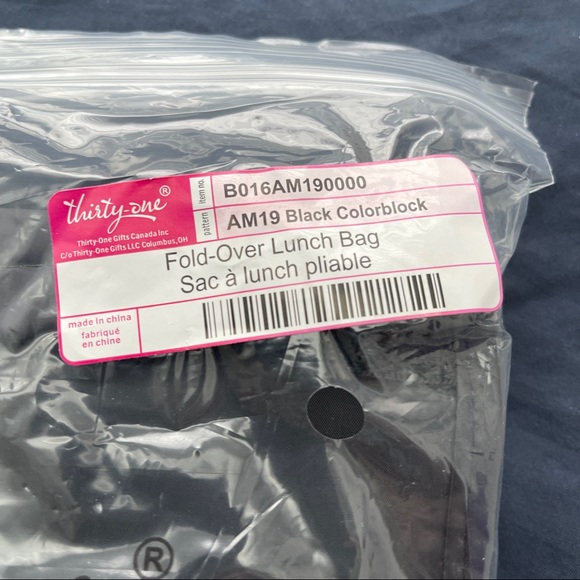 thirty-one®
Thirty-One Gifts Canada Inc
C/o Thirty-One Gifts LLC Columbus, OH
item no. B016AM190000
pattern AM19 Black Colorblock
Fold-Over Lunch Bag
Sac à lunch pliable
made in china
fabriqué
en chine
®